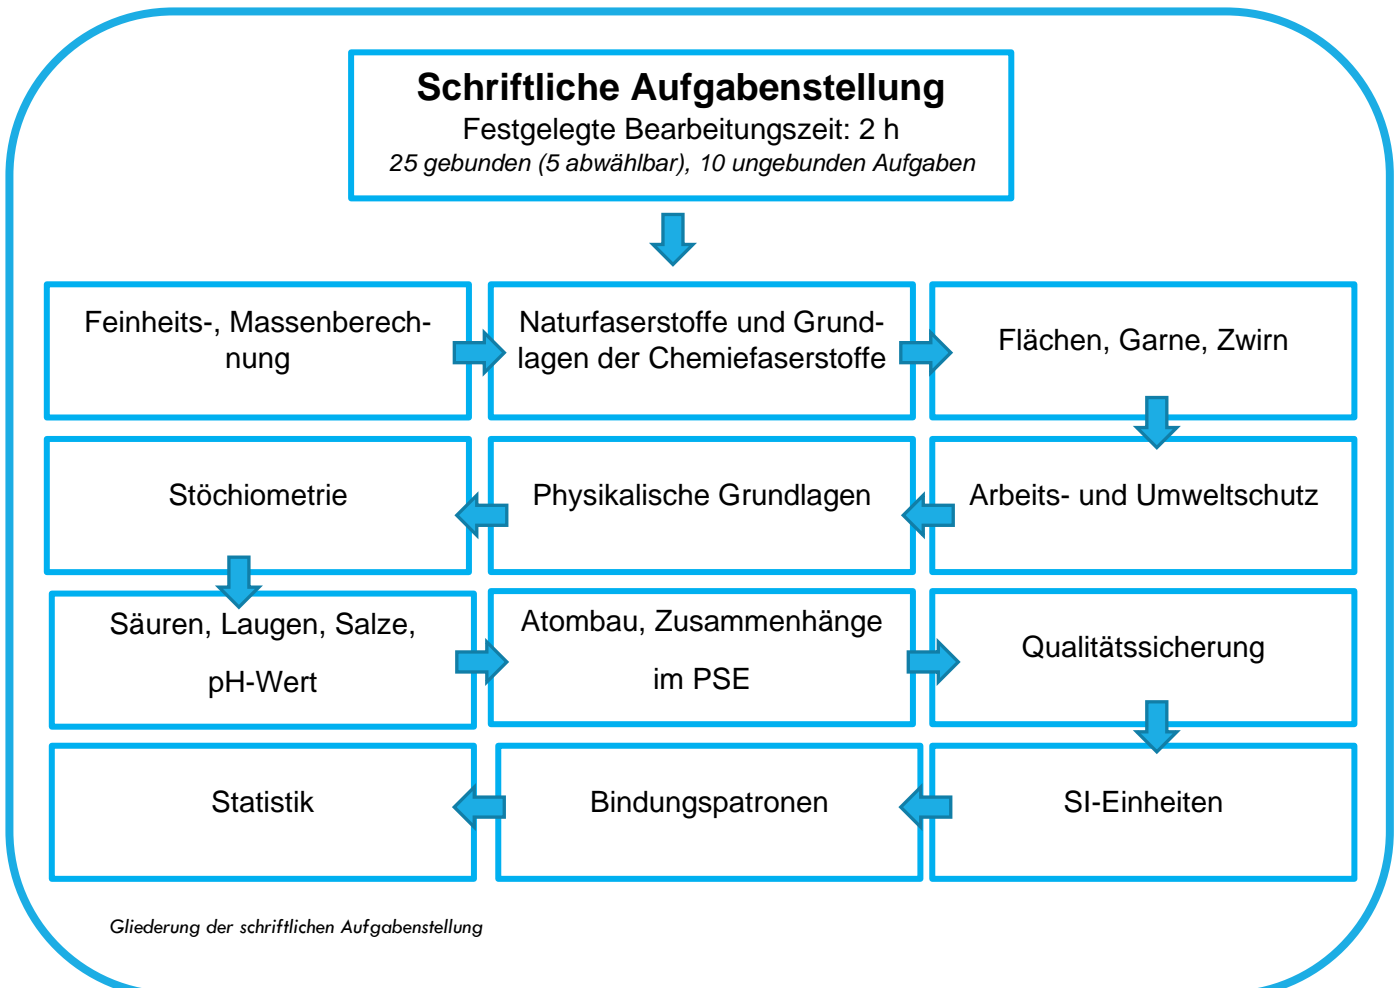 Schriftliche Aufgabenstellung
Festgelegte Bearbeitungszeit: 2 h
25 gebunden (5 abwählbar), 10 ungebunden Aufgaben
Feinheits-, Massenberech-
nung
Naturfaserstoffe und Grund-
lagen der Chemiefaserstoffe
Flächen, Garne, Zwirn
Stöchiometrie
Physikalische Grundlagen
Arbeits- und Umweltschutz
Säuren, Laugen, Salze,
pH-Wert
Atombau, Zusammenhänge
im PSE
Qualitätssicherung
Statistik
Bindungspatronen
SI-Einheiten
Gliederung der schriftlichen Aufgabenstellung